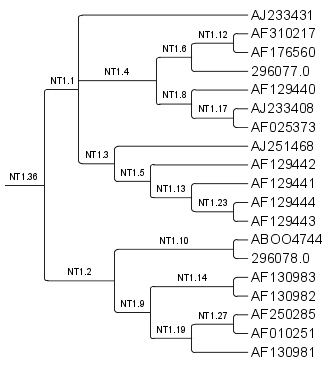 AJ233431
NT1.12
AF310217
NT1.6
AF176560
NT1.1
NT1.4
296077.0
AF129440
NT1.8
NT1.17
AJ233408
AF025373
AJ251468
NT1.3
AF129442
NT1.5
AF129441
NT1.36
NT1.13
NT1.23
AF129444
AF129443
NT1.10
ABOO4744
296078.0
NT1.2
NT1.14
AF130983
AF130982
NT1.9
NT1.27
AF250285
NT1.19
AF010251
AF130981